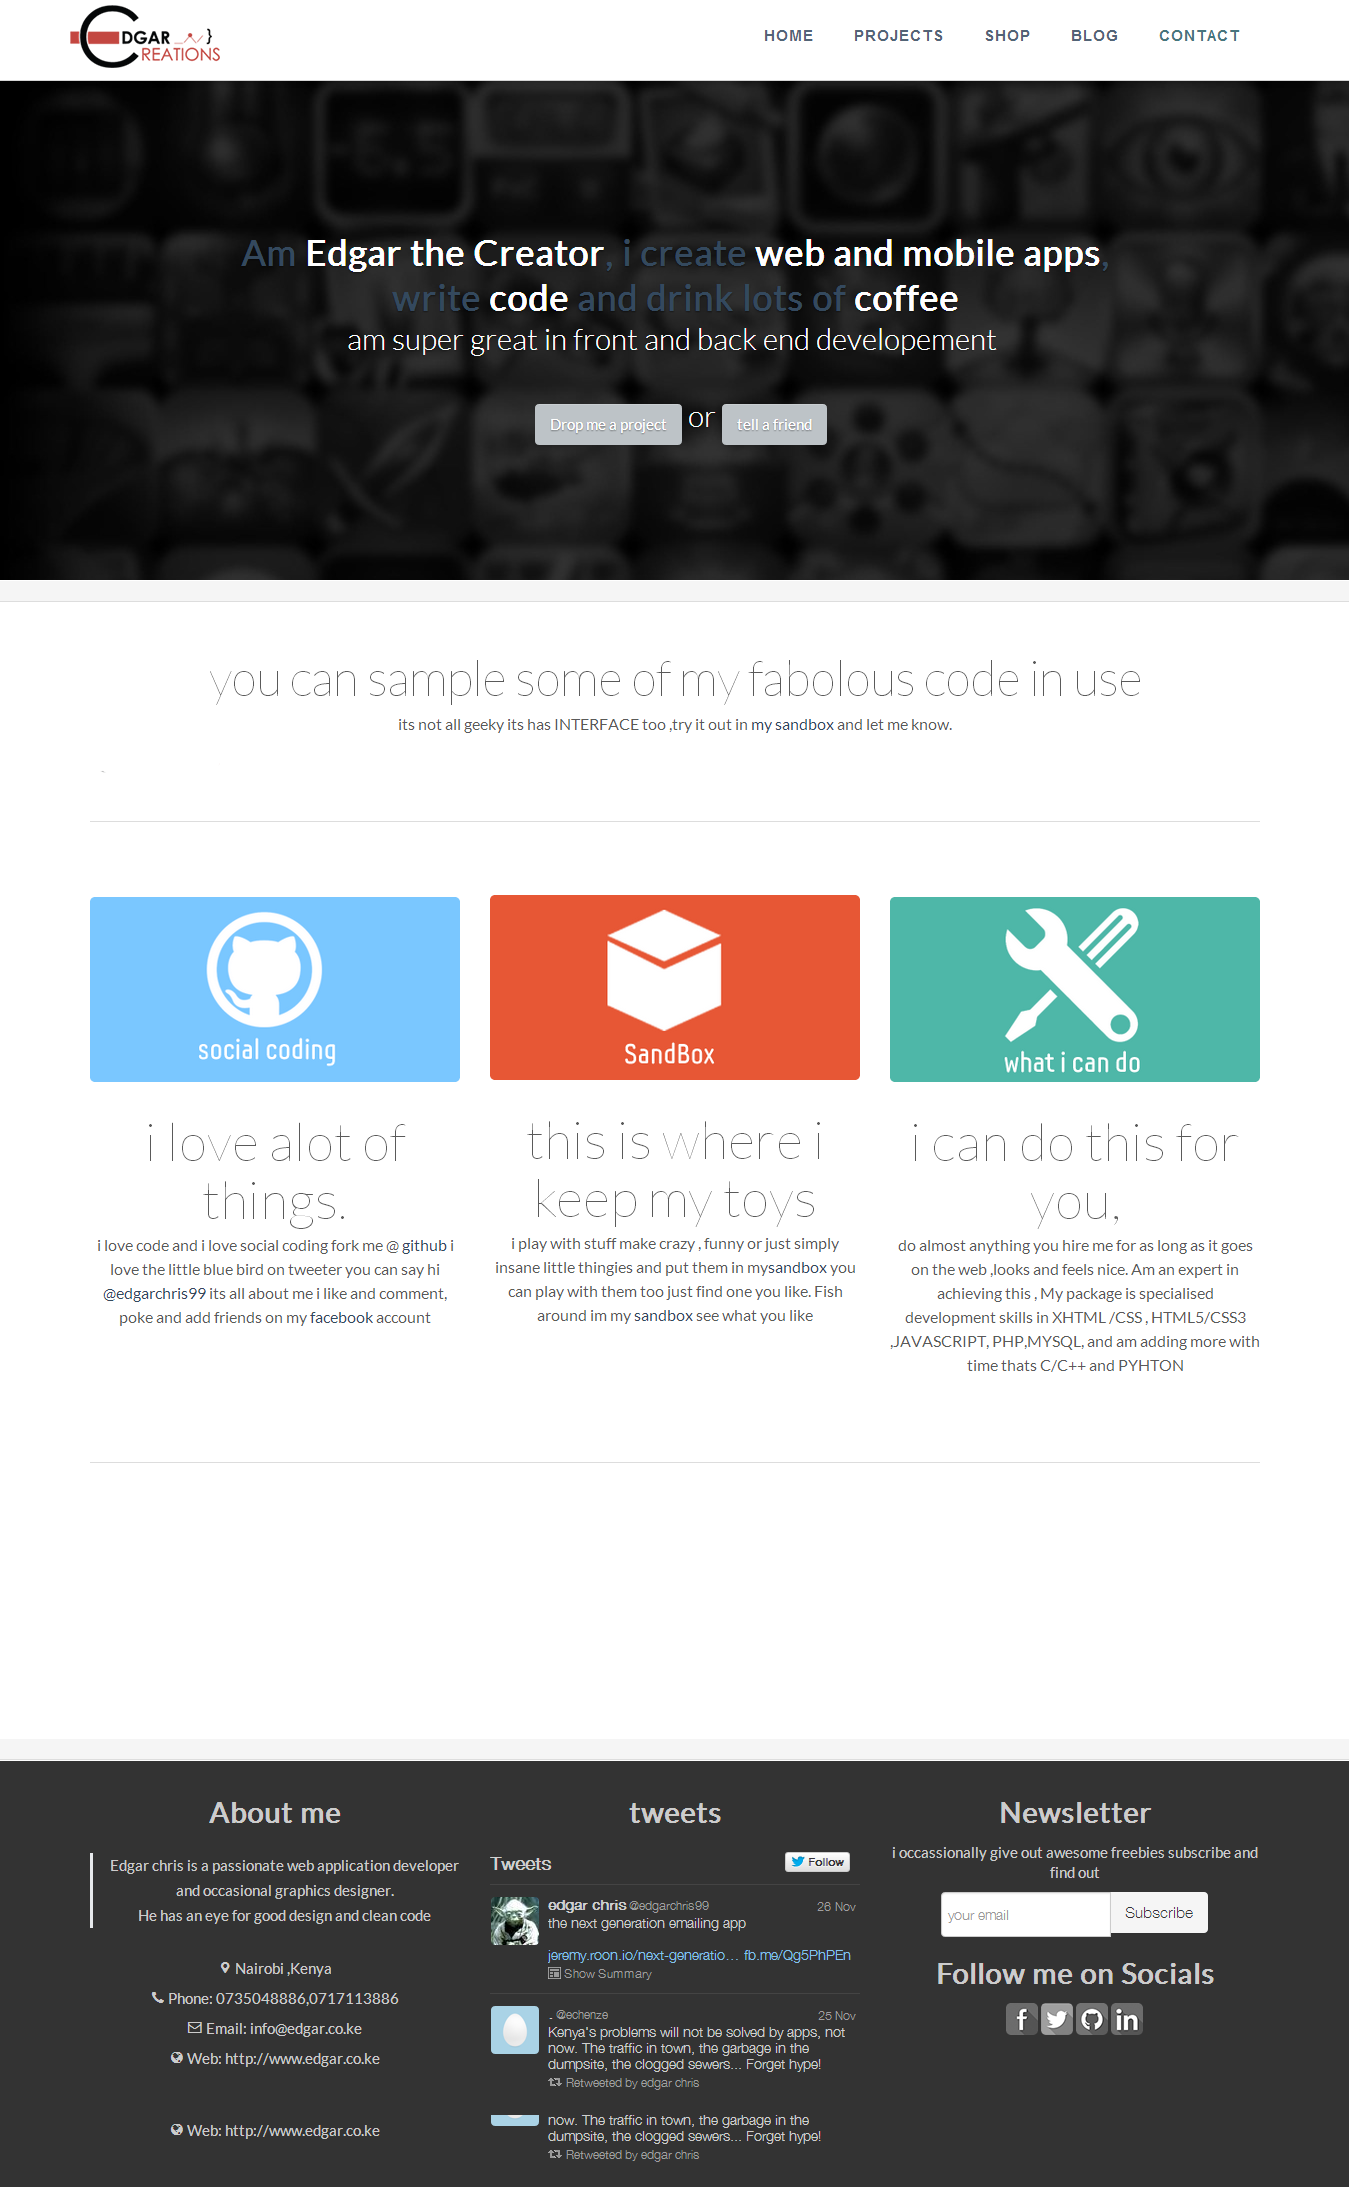 DGAR
REATIONS
HOME PROJECTS SHOP BLOG CONTACT
Am Edgar the Creator, i create web and mobile apps,
write code and drink lots of coffee
am super great in front and back end developement
Drop me a project or tell a friend
you can sample some of my fabolous code in use
its not all geeky its has INTERFACE too ,try it out in my sandbox and let me know.
social coding
i love alot of
things.
i love code and i love social coding fork me @ github i
love the little blue bird on tweeter you can say hi
@edgarchris99 its all about me i like and comment,
poke and add friends on my facebook account
SandBox
this is where i
keep my toys
i play with stuff make crazy , funny or just simply
insane little thingies and put them in mysandbox you
can play with them too just find one you like. Fish
around im my sandbox see what you like
what i can do
i can do this for
you,
do almost anything you hire me for as long as it goes
on the web ,looks and feels nice. Am an expert in
achieving this , My package is specialised
development skills in XHTML /CSS , HTML5/CSS3
,JAVASCRIPT, PHP,MYSQL, and am adding more with
time thats C/C++ and PYHTON
About me
Edgar chris is a passionate web application developer
and occasional graphics designer.
He has an eye for good design and clean code
Nairobi ,Kenya
Phone: 0735048886,0717113886
Email: info@edgar.co.ke
Web: http://www.edgar.co.ke
Web: http://www.edgar.co.ke
tweets
Tweets Follow
edgar chris @edgarchris99 26 Nov
the next generation emailing app
jeremy.roon.io/next-generatio... fb.me/Qg5PhPEn
Show Summary
. @echenze 25 Nov
Kenya's problems will not be solved by apps, not
now. The traffic in town, the garbage in the
dumpsite, the clogged sewers... Forget hype!
Retweeted by edgar chris
now. The traffic in town, the garbage in the
dumpsite, the clogged sewers... Forget hype!
Retweeted by edgar chris
Newsletter
i occassionally give out awesome freebies subscribe and
find out
your email Subscribe
Follow me on Socials